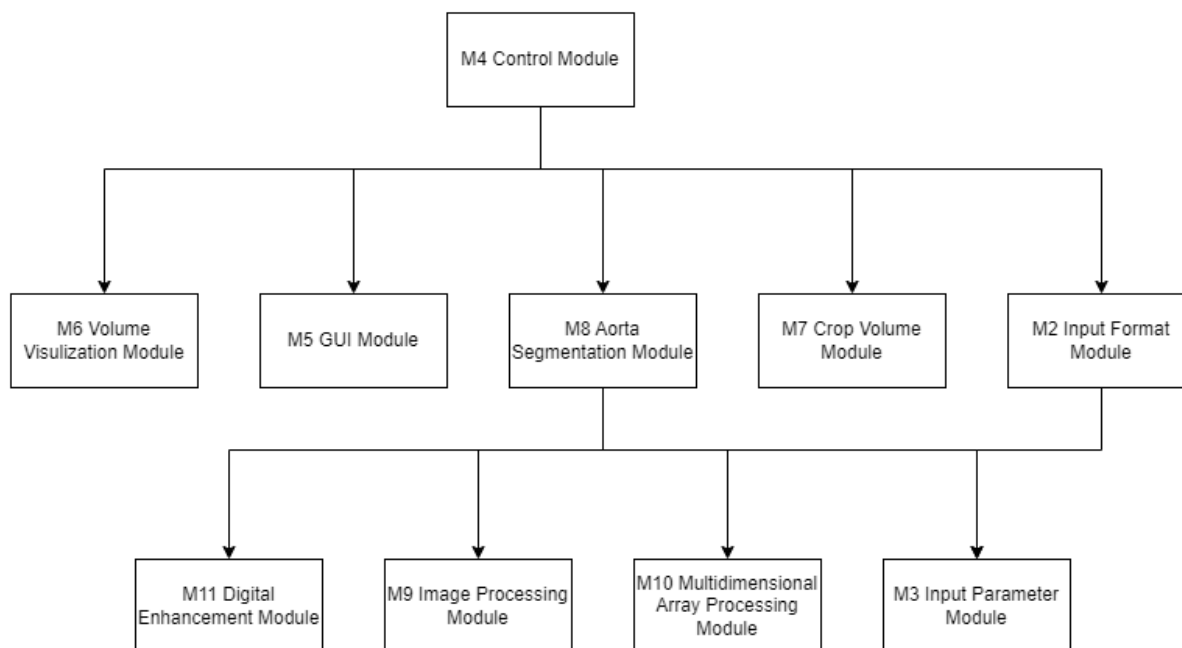 M4 Control Module
M6 Volume
Visulization Module
M5 GUI Module
M8 Aorta
Segmentation Module
M7 Crop Volume
Module
M2 Input Format
Module
M11 Digital
Enhancement Module
M9 Image Processing
Module
M10 Multidimensional
Array Processing
Module
M3 Input Parameter
Module